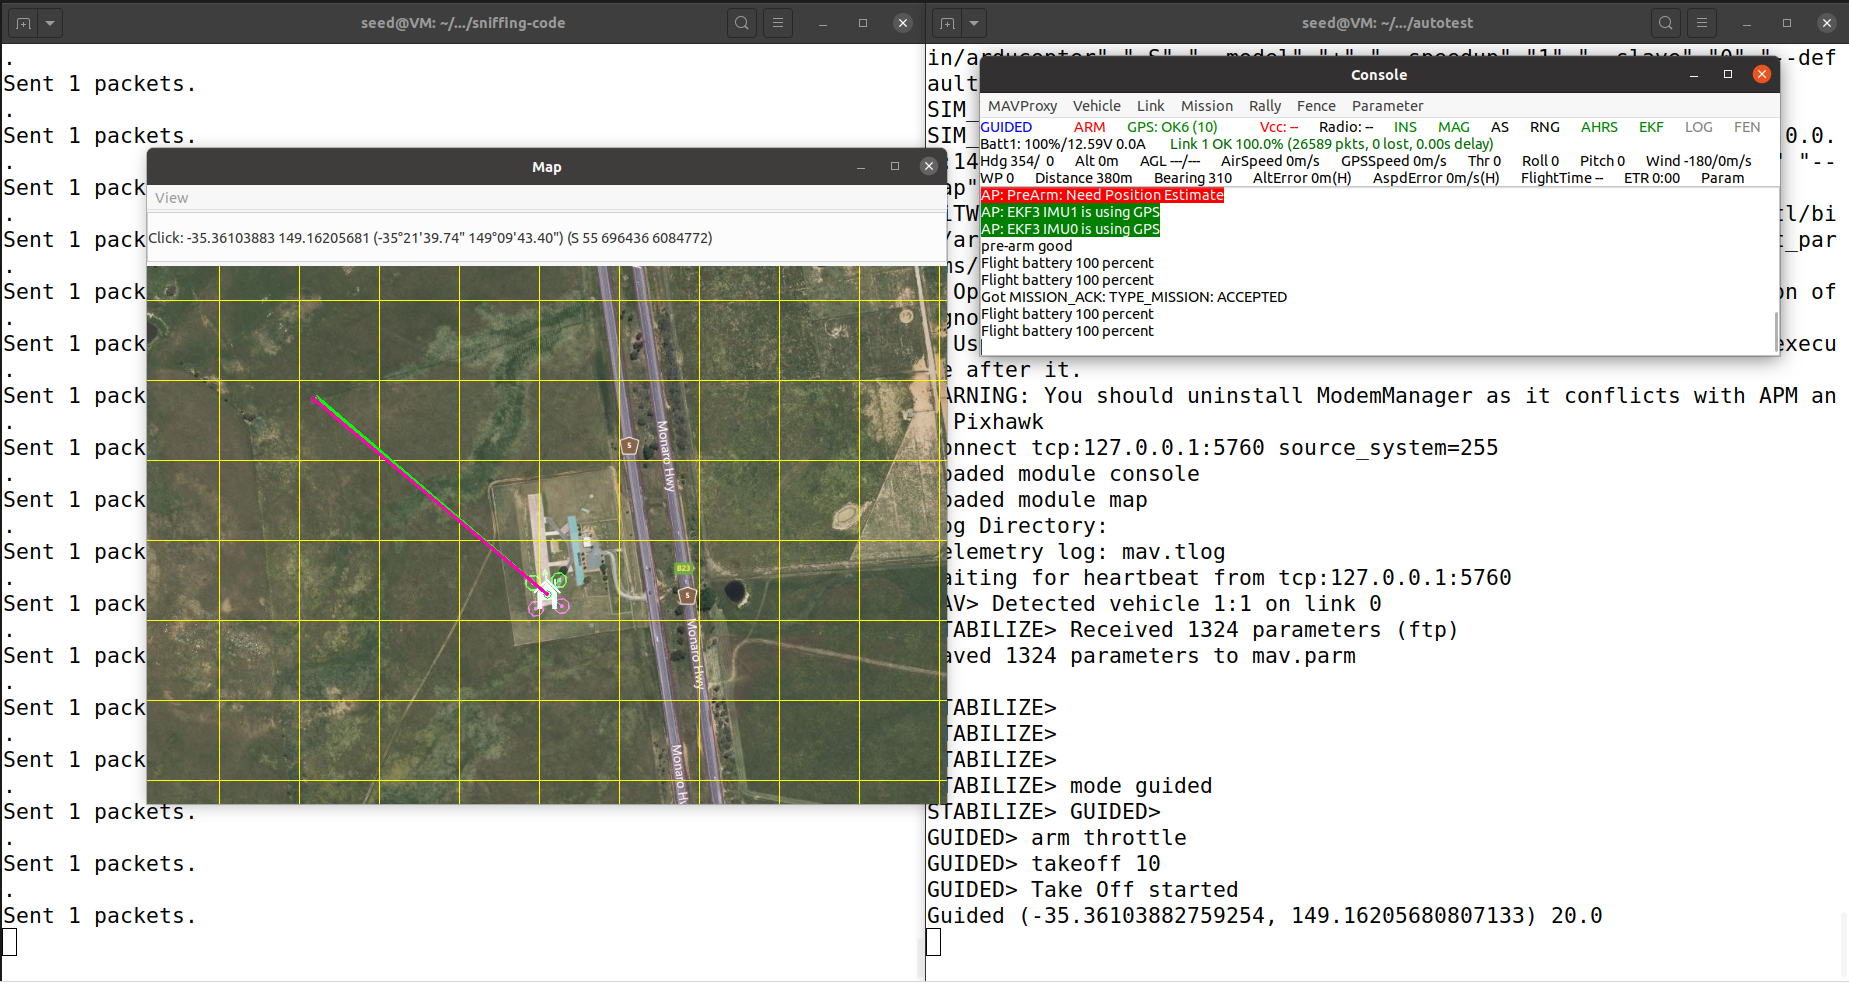 seed@VM: ~/.../sniffing-code
.
Sent 1 packets.
.
Sent 1 packets.
.
Sent 1 pack
.
Sent 1 pack
.
Sent 1 pack
.
Sent 1 pack
.
Sent 1 pack
.
Sent 1 pack
.
Sent 1 pack
.
Sent 1 pack
.
Sent 1 pack
.
Sent 1 pack
.
Sent 1 pack
.
Sent 1 pack
.
Sent 1 packets.
.
Sent 1 packets.
.
Sent 1 packets.
Map
View
Click: -35.36103883 149.16205681 (-35°21'39.74" 149°09'43.40") (S 55 696436 6084772)
S
Monaro Hwy
B23
S
Monaro Hwy
Monaro H
seed@VM: ~/.../autotest
--def
ault
SIM_
SIM_ 0.0.
:14 "--
ap"
iTW tl/bi
/ar t_par
ms/
Op on of
gno
Us execu
e after it.
ARNING: You should uninstall ModemManager as it conflicts with APM an
Pixhawk
onnect tcp:127.0.0.1:5760 source_system=255
oaded module console
oaded module map
og Directory:
elemetry log: mav.tlog
aiting for heartbeat from tcp:127.0.0.1:5760
AV> Detected vehicle 1:1 on link 0
TABILIZE> Received 1324 parameters (ftp)
aved 1324 parameters to mav.parm
TABILIZE>
TABILIZE>
TABILIZE>
TABILIZE> mode guided
STABILIZE> GUIDED>
GUIDED> arm throttle
GUIDED> takeoff 10
GUIDED> Take Off started
Guided (-35.36103882759254, 149.16205680807133) 20.0
Console
MAVProxy Vehicle Link Mission Rally Fence Parameter
GUIDED ARM GPS: OK6 (10) Vcc: -- Radio: -- INS MAG AS RNG AHRS EKF LOG FEN
Batt1: 100%/12.59V 0.0A Link 1 OK 100.0% (26589 pkts, 0 lost, 0.00s delay)
Hdg 354/ 0 Alt 0m AGL ---/--- AirSpeed 0m/s GPSSpeed 0m/s Thr 0 Roll 0 Pitch 0 Wind -180/0m/s
WP 0 Distance 380m Bearing 310 AltError 0m(H) AspdError 0m/s(H) FlightTime -- ETR 0:00 Param
AP: PreArm: Need Position Estimate
AP: EKF3 IMU1 is using GPS
AP: EKF3 IMU0 is using GPS
pre-arm good
Flight battery 100 percent
Flight battery 100 percent
Got MISSION_ACK: TYPE_MISSION: ACCEPTED
Flight battery 100 percent
Flight battery 100 percent